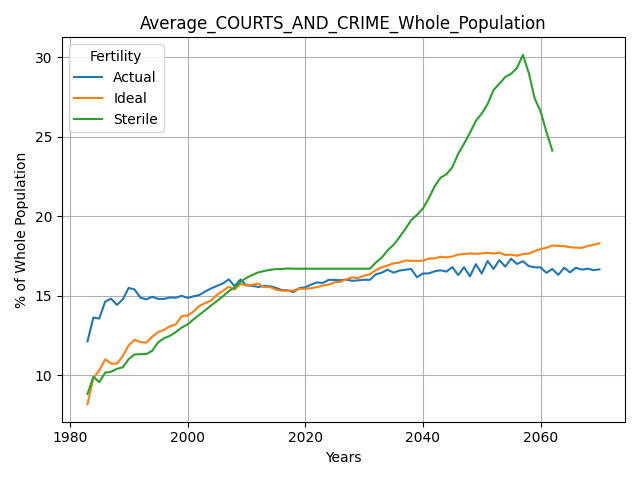 Average_COURTS_AND_CRIME_Whole_Population
Fertility
Actual
Ideal
Sterile
% of Whole Population
30
25
20
15
10
1980
2000
2020
2040
2060
Years